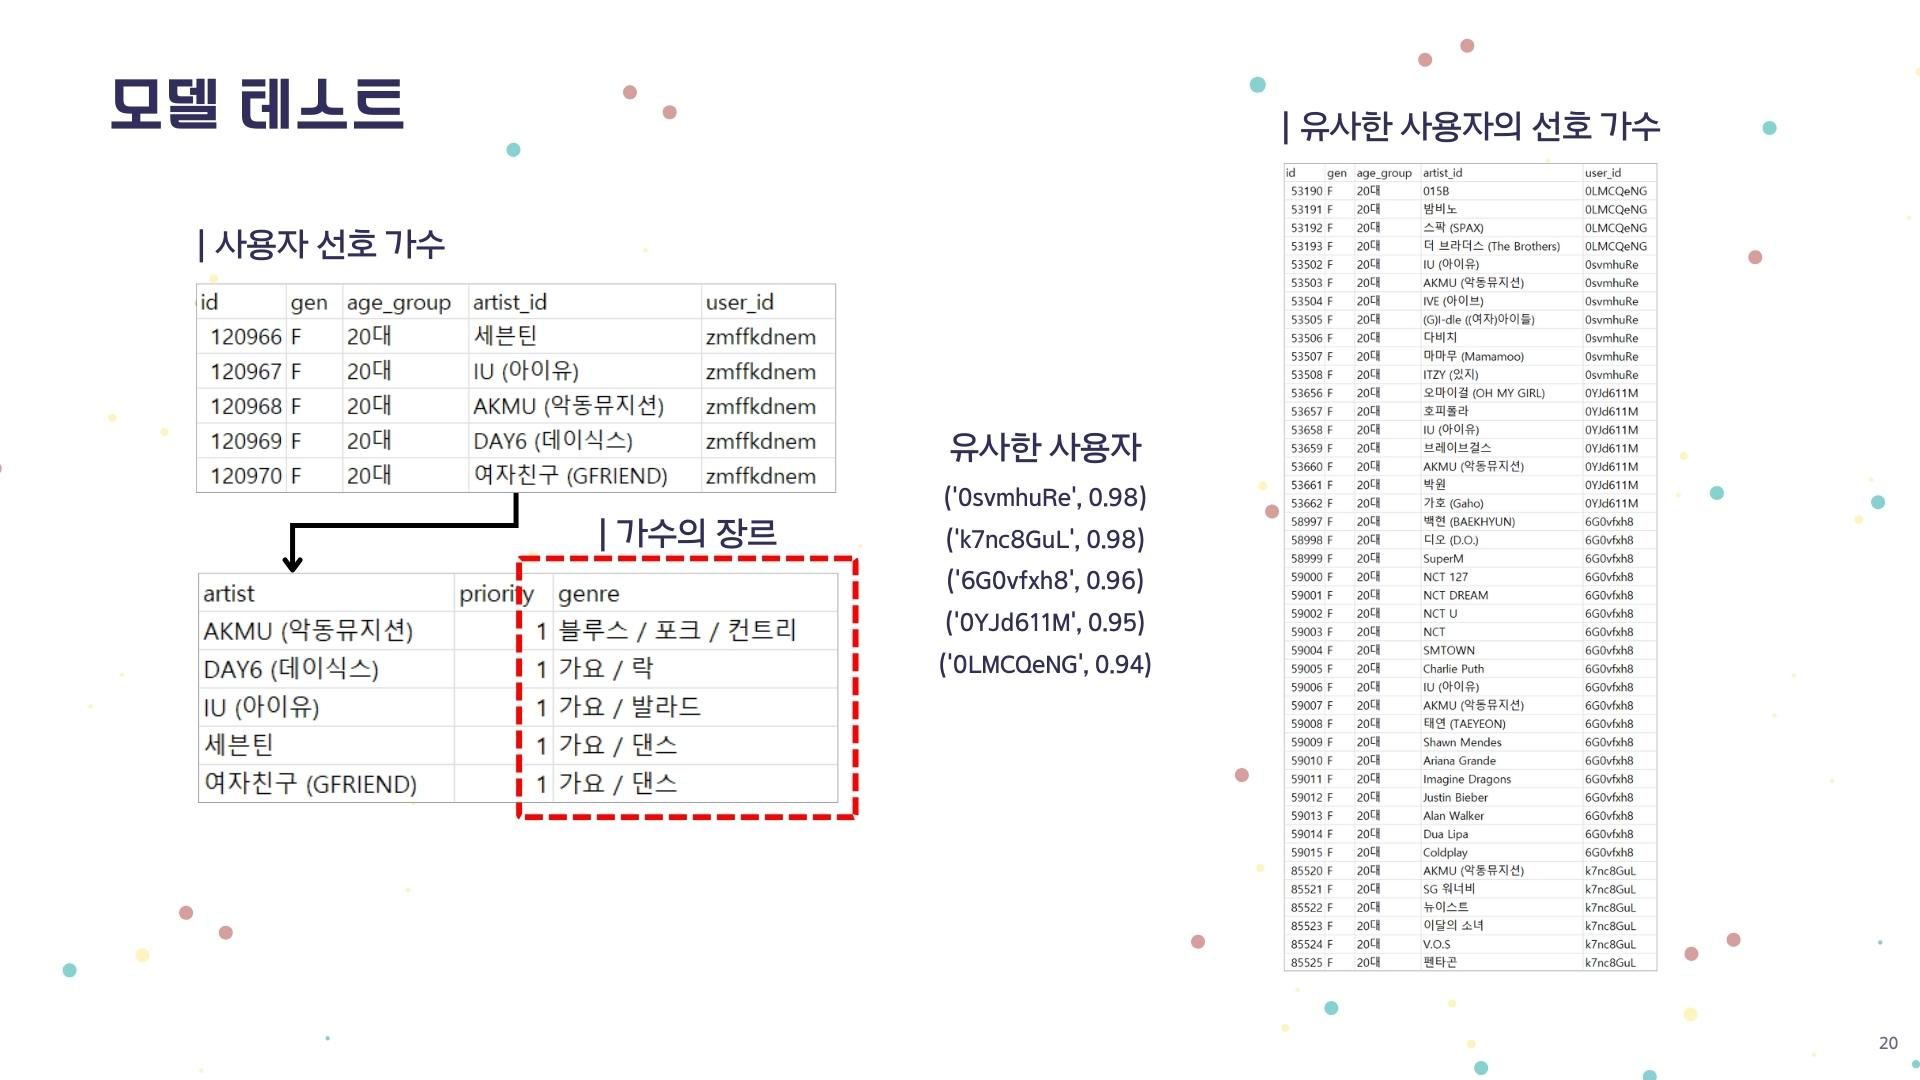 모델 테스트
| 사용자 선호 가수
id gen age_group artist_id user_id
120966 F 20대 세븐틴 zmffkdnem
120967 F 20대 IU (아이유) zmffkdnem
120968 F 20대 AKMU (악동뮤지션) zmffkdnem
120969 F 20대 DAY6 (데이식스) zmffkdnem
120970 F 20대 여자친구 (GFRIEND) zmffkdnem
| 가수의 장르
artist priority genre
AKMU (악동뮤지션) 1 블루스 / 포크 / 컨트리
DAY6 (데이식스) 1 가요 / 락
IU (아이유) 1 가요 / 발라드
세븐틴 1 가요 / 댄스
여자친구 (GFRIEND) 1 가요 / 댄스
유사한 사용자
('0svmhuRe', 0.98)
('k7nc8GuL', 0.98)
('6G0vfxh8', 0.96)
('0YJd611M', 0.95)
('0LMCQeNG', 0.94)
| 유사한 사용자의 선호 가수
id gen age_group artist_id user_id
53190 F 20대 015B 0LMCQeNG
53191 F 20대 밤비노 0LMCQeNG
53192 F 20대 스팍 (SPAX) 0LMCQeNG
53193 F 20대 더 브라더스 (The Brothers) 0LMCQeNG
53502 F 20대 IU (아이유) 0svmhuRe
53503 F 20대 AKMU (악동뮤지션) 0svmhuRe
53504 F 20대 IVE (아이브) 0svmhuRe
53505 F 20대 (G)I-dle ((여자)아이들) 0svmhuRe
53506 F 20대 다비치 0svmhuRe
53507 F 20대 마마무 (Mamamoo) 0svmhuRe
53508 F 20대 ITZY (있지) 0svmhuRe
53656 F 20대 오마이걸 (OH MY GIRL) 0YJd611M
53657 F 20대 호피폴라 0YJd611M
53658 F 20대 IU (아이유) 0YJd611M
53659 F 20대 브레이브걸스 0YJd611M
53660 F 20대 AKMU (악동뮤지션) 0YJd611M
53661 F 20대 박원 0YJd611M
53662 F 20대 가호 (Gaho) 0YJd611M
58997 F 20대 백현 (BAEKHYUN) 6G0vfxh8
58998 F 20대 디오 (D.O.) 6G0vfxh8
58999 F 20대 SuperM 6G0vfxh8
59000 F 20대 NCT 127 6G0vfxh8
59001 F 20대 NCT DREAM 6G0vfxh8
59002 F 20대 NCT U 6G0vfxh8
59003 F 20대 NCT 6G0vfxh8
59004 F 20대 SMTOWN 6G0vfxh8
59005 F 20대 Charlie Puth 6G0vfxh8
59006 F 20대 IU (아이유) 6G0vfxh8
59007 F 20대 AKMU (악동뮤지션) 6G0vfxh8
59008 F 20대 태연 (TAEYEON) 6G0vfxh8
59009 F 20대 Shawn Mendes 6G0vfxh8
59010 F 20대 Ariana Grande 6G0vfxh8
59011 F 20대 Imagine Dragons 6G0vfxh8
59012 F 20대 Justin Bieber 6G0vfxh8
59013 F 20대 Alan Walker 6G0vfxh8
59014 F 20대 Dua Lipa 6G0vfxh8
59015 F 20대 Coldplay 6G0vfxh8
85520 F 20대 AKMU (악동뮤지션) k7nc8GuL
85521 F 20대 SG 워너비 k7nc8GuL
85522 F 20대 뉴이스트 k7nc8GuL
85523 F 20대 이달의 소녀 k7nc8GuL
85524 F 20대 V.O.S k7nc8GuL
85525 F 20대 펜타곤 k7nc8GuL
20